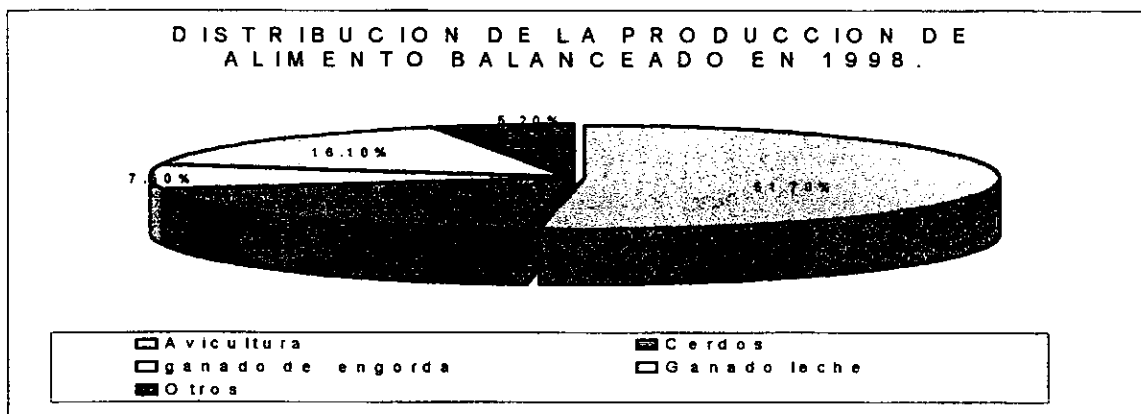 DISTRIBUCION DE LA PRODUCCION DE
ALIMENTO BALANCEADO EN 1998.
5.20%
16.10%
Avicultura
Cerdos
ganado de engorda
Ganado leche
Otros